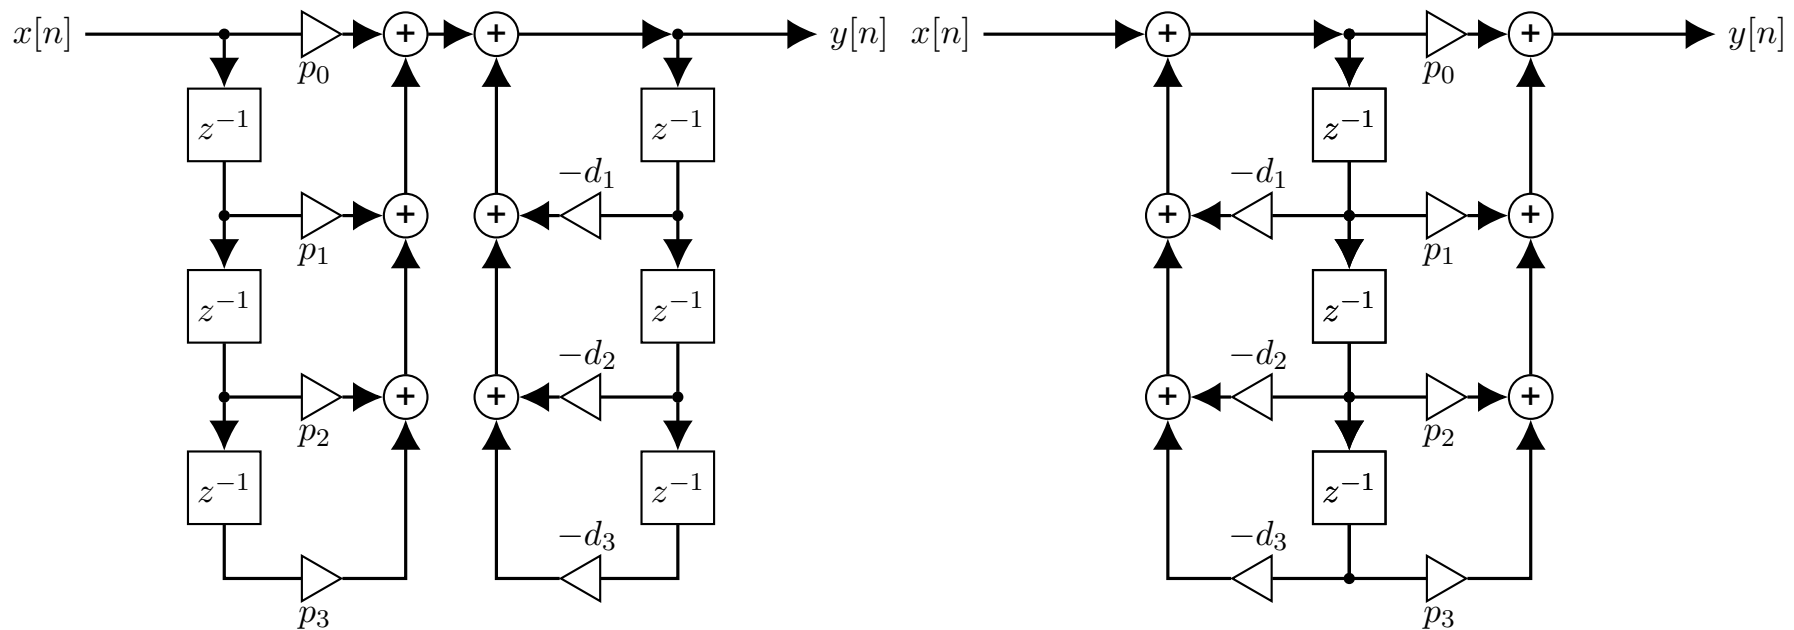 x[n] + + y[n] x[n] + + y[n]
p₀ p₀
z⁻¹ z⁻¹ z⁻¹
−d₁ −d₁
+ + + +
p₁ p₁
z⁻¹ z⁻¹ z⁻¹
−d₂ −d₂
+ + + +
p₂ p₂
z⁻¹ z⁻¹ z⁻¹
−d₃ −d₃
p₃ p₃